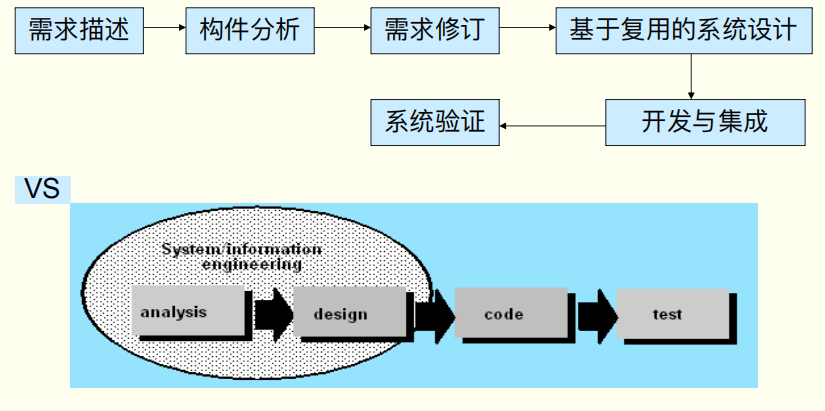 需求描述
构件分析
需求修订
基于复用的系统设计
系统验证
开发与集成
VS
System/information
engineering
analysis
design
code
test